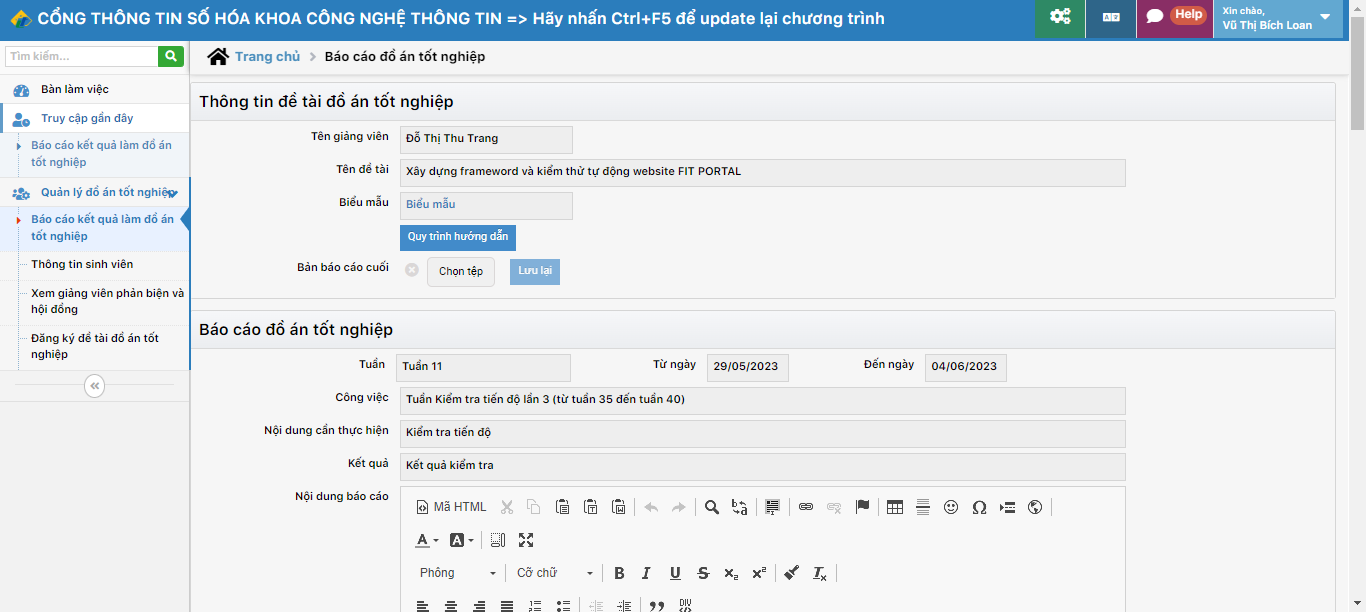 CỔNG THÔNG TIN SỐ HÓA KHOA CÔNG NGHỆ THÔNG TIN => Hãy nhấn Ctrl+F5 để update lại chương trình
Help
Xin chào,
Vũ Thị Bích Loan
Tìm kiếm...
Trang chủ > Báo cáo đồ án tốt nghiệp
Bàn làm việc
Truy cập gần đây
Báo cáo kết quả làm đồ án
tốt nghiệp
Quản lý đồ án tốt nghiệp
Báo cáo kết quả làm đồ án
tốt nghiệp
Thông tin sinh viên
Xem giảng viên phản biện và
hội đồng
Đăng ký đề tài đồ án tốt
nghiệp
Thông tin đề tài đồ án tốt nghiệp
Tên giảng viên Đỗ Thị Thu Trang
Tên đề tài Xây dựng frameword và kiểm thử tự động website FIT PORTAL
Biểu mẫu Biểu mẫu
Quy trình hướng dẫn
Bản báo cáo cuối Chọn tệp Lưu lại
Báo cáo đồ án tốt nghiệp
Tuần Tuần 11 Từ ngày 29/05/2023 Đến ngày 04/06/2023
Công việc Tuần Kiểm tra tiến độ lần 3 (từ tuần 35 đến tuần 40)
Nội dung cần thực hiện Kiểm tra tiến độ
Kết quả Kết quả kiểm tra
Nội dung báo cáo
Mã HTML
Phông Cỡ chữ